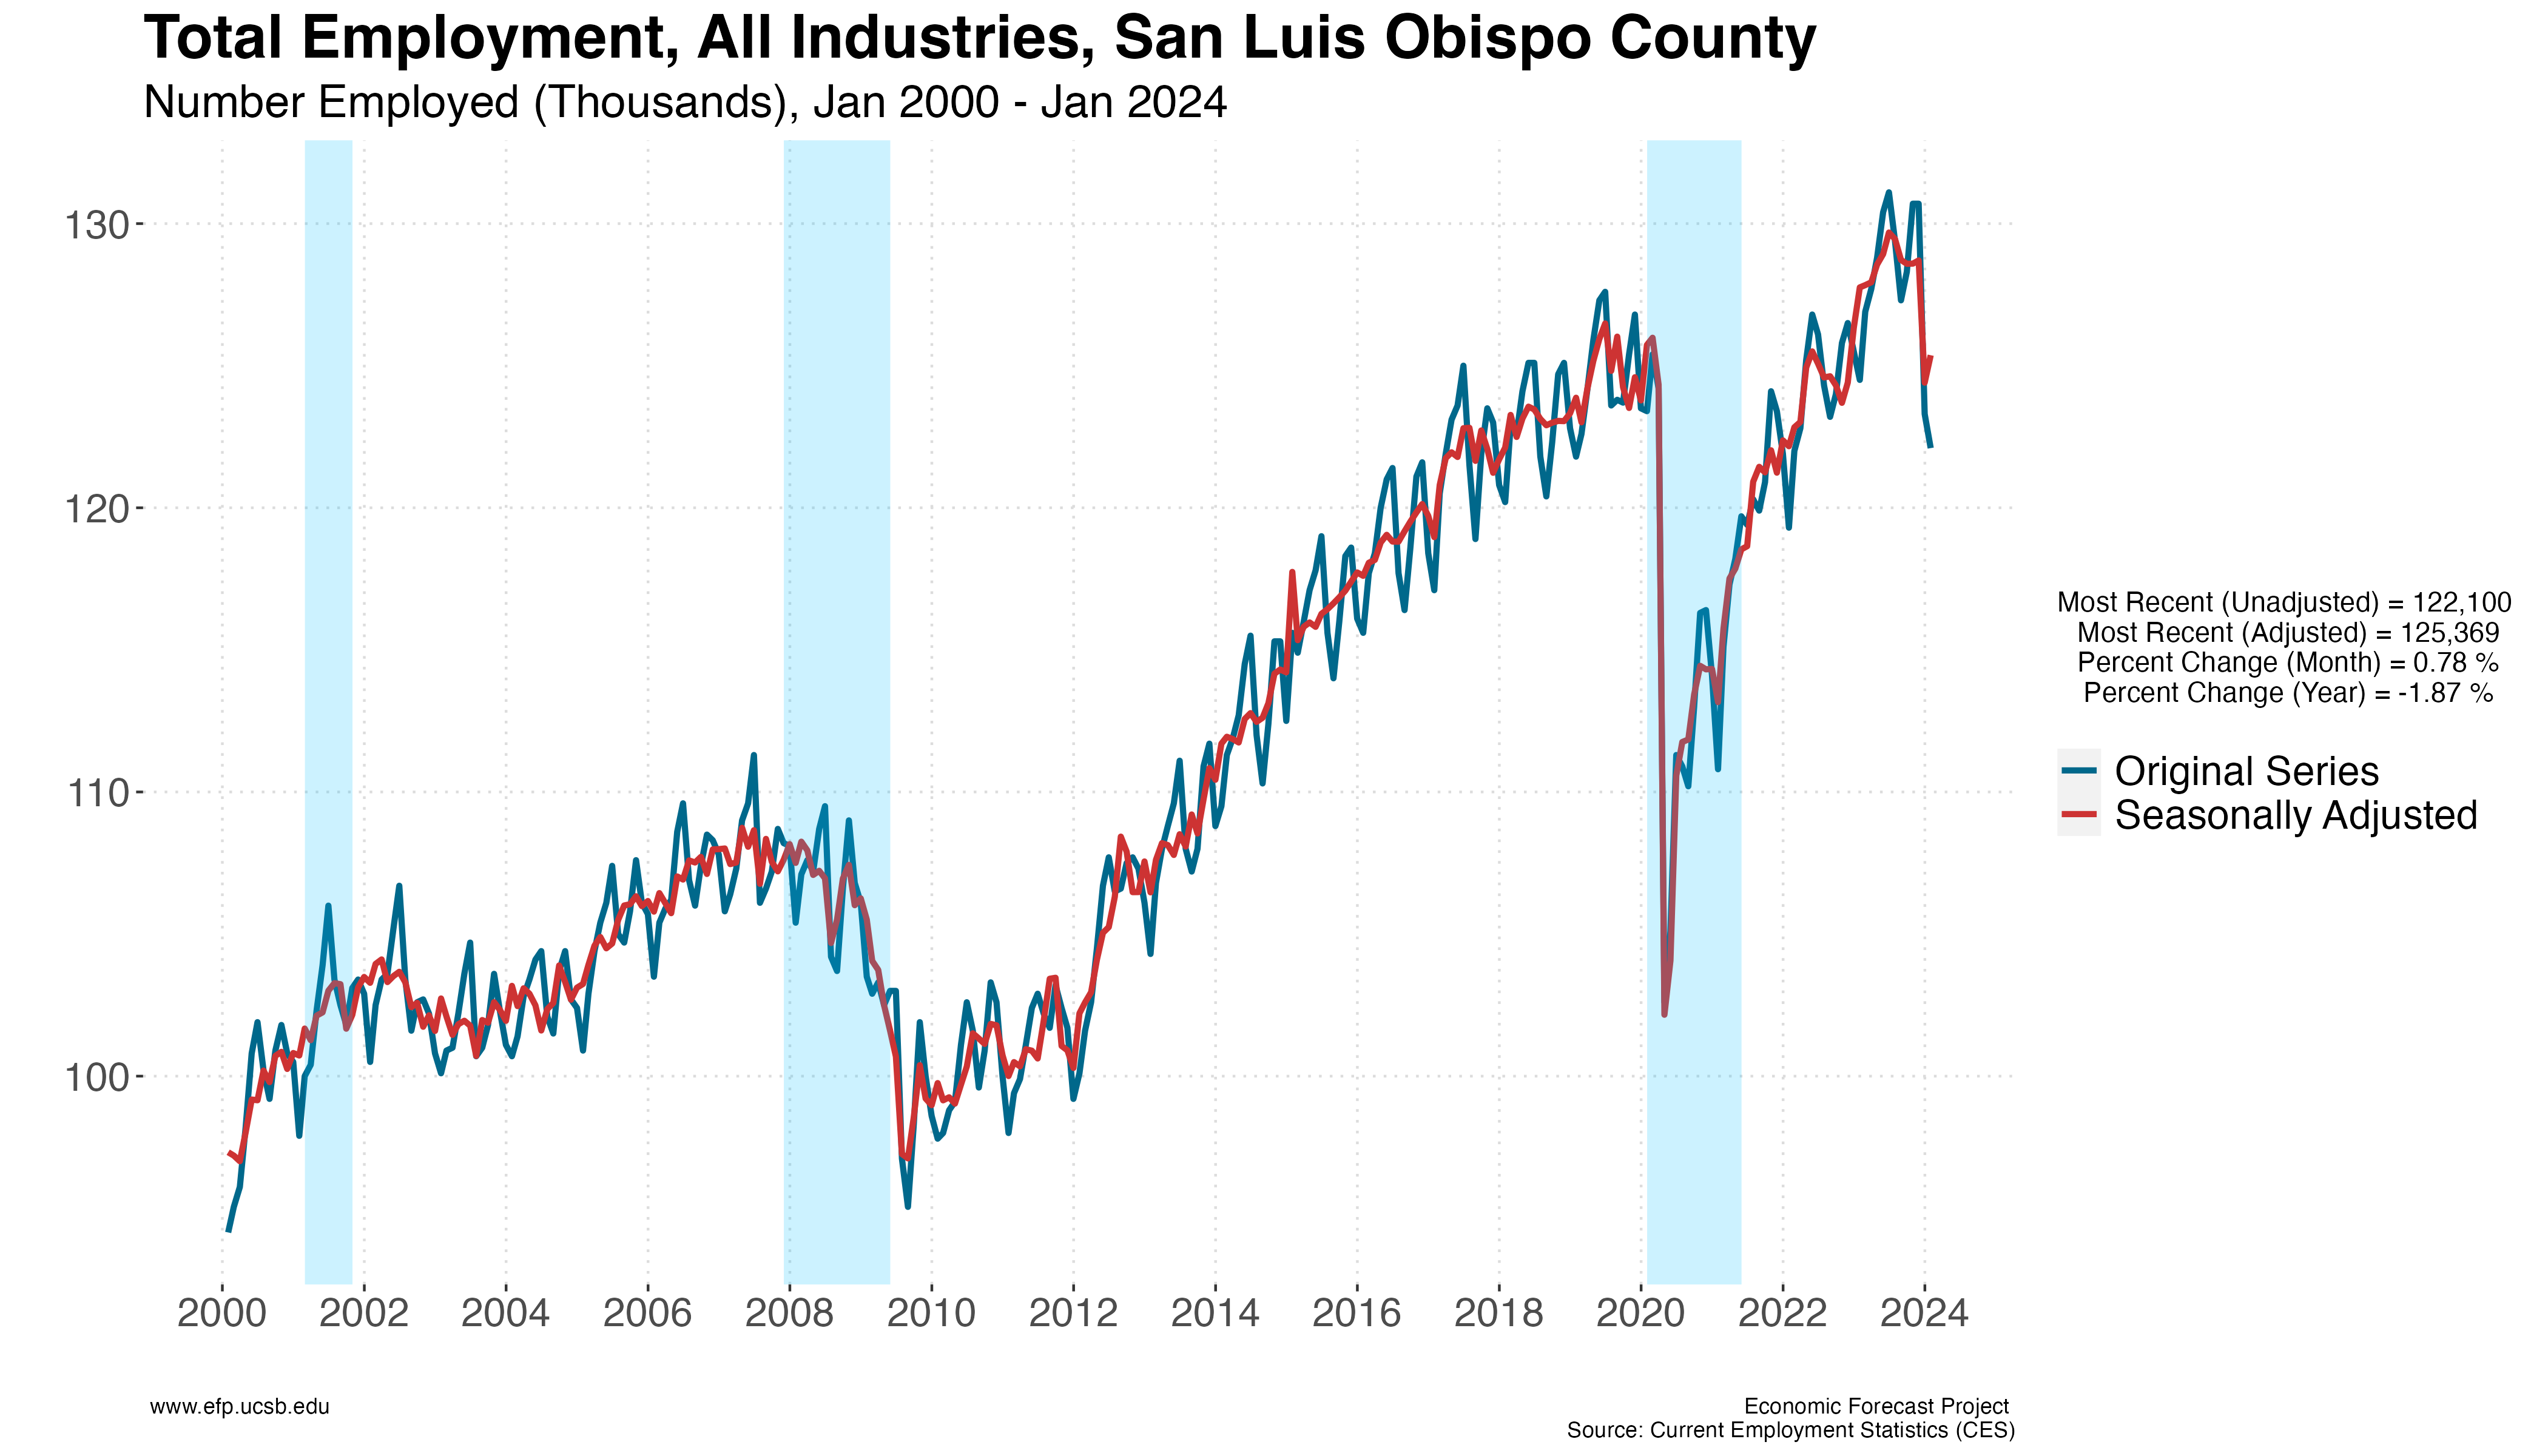 Total Employment, All Industries, San Luis Obispo County
Number Employed (Thousands), Jan 2000 - Jan 2024
130
120
110
100
2000 2002 2004 2006 2008 2010 2012 2014 2016 2018 2020 2022 2024
Most Recent (Unadjusted) = 122,100
Most Recent (Adjusted) = 125,369
Percent Change (Month) = 0.78 %
Percent Change (Year) = -1.87 %
Original Series
Seasonally Adjusted
www.efp.ucsb.edu
Economic Forecast Project
Source: Current Employment Statistics (CES)